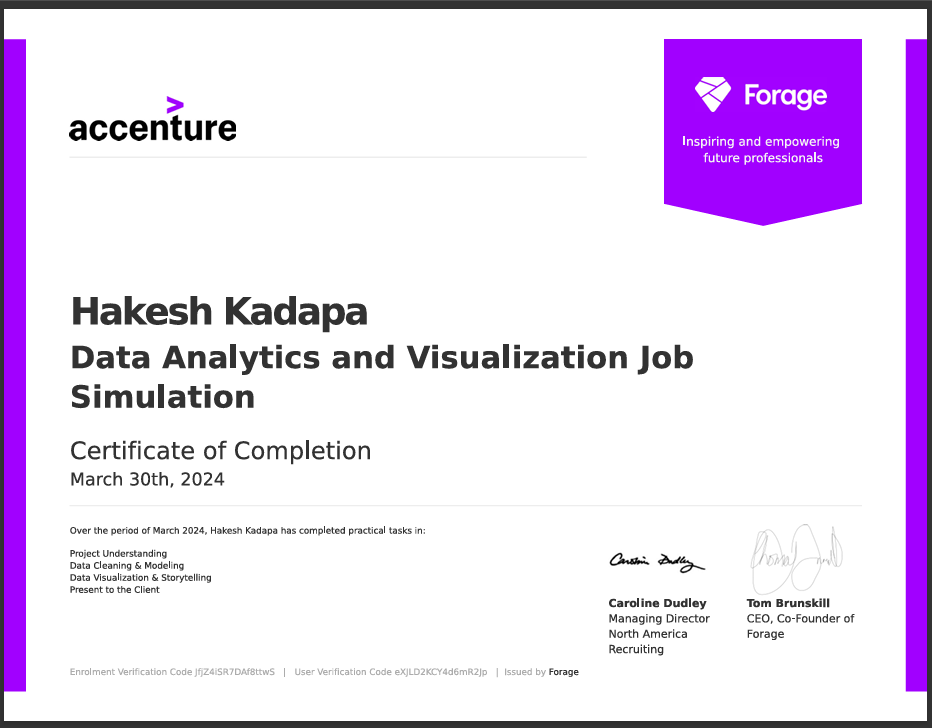 accenture
Forage
Inspiring and empowering
future professionals
Hakesh Kadapa
Data Analytics and Visualization Job
Simulation
Certificate of Completion
March 30th, 2024
Over the period of March 2024, Hakesh Kadapa has completed practical tasks in:
Project Understanding
Data Cleaning & Modeling
Data Visualization & Storytelling
Present to the Client
Caroline Dudley
Caroline Dudley
Managing Director
North America
Recruiting
Tom Brunskill
CEO, Co-Founder of
Forage
Enrolment Verification Code JfjZ4iSR7DAf8ttwS | User Verification Code eXJLD2KCY4d6mR2Jp | Issued by Forage